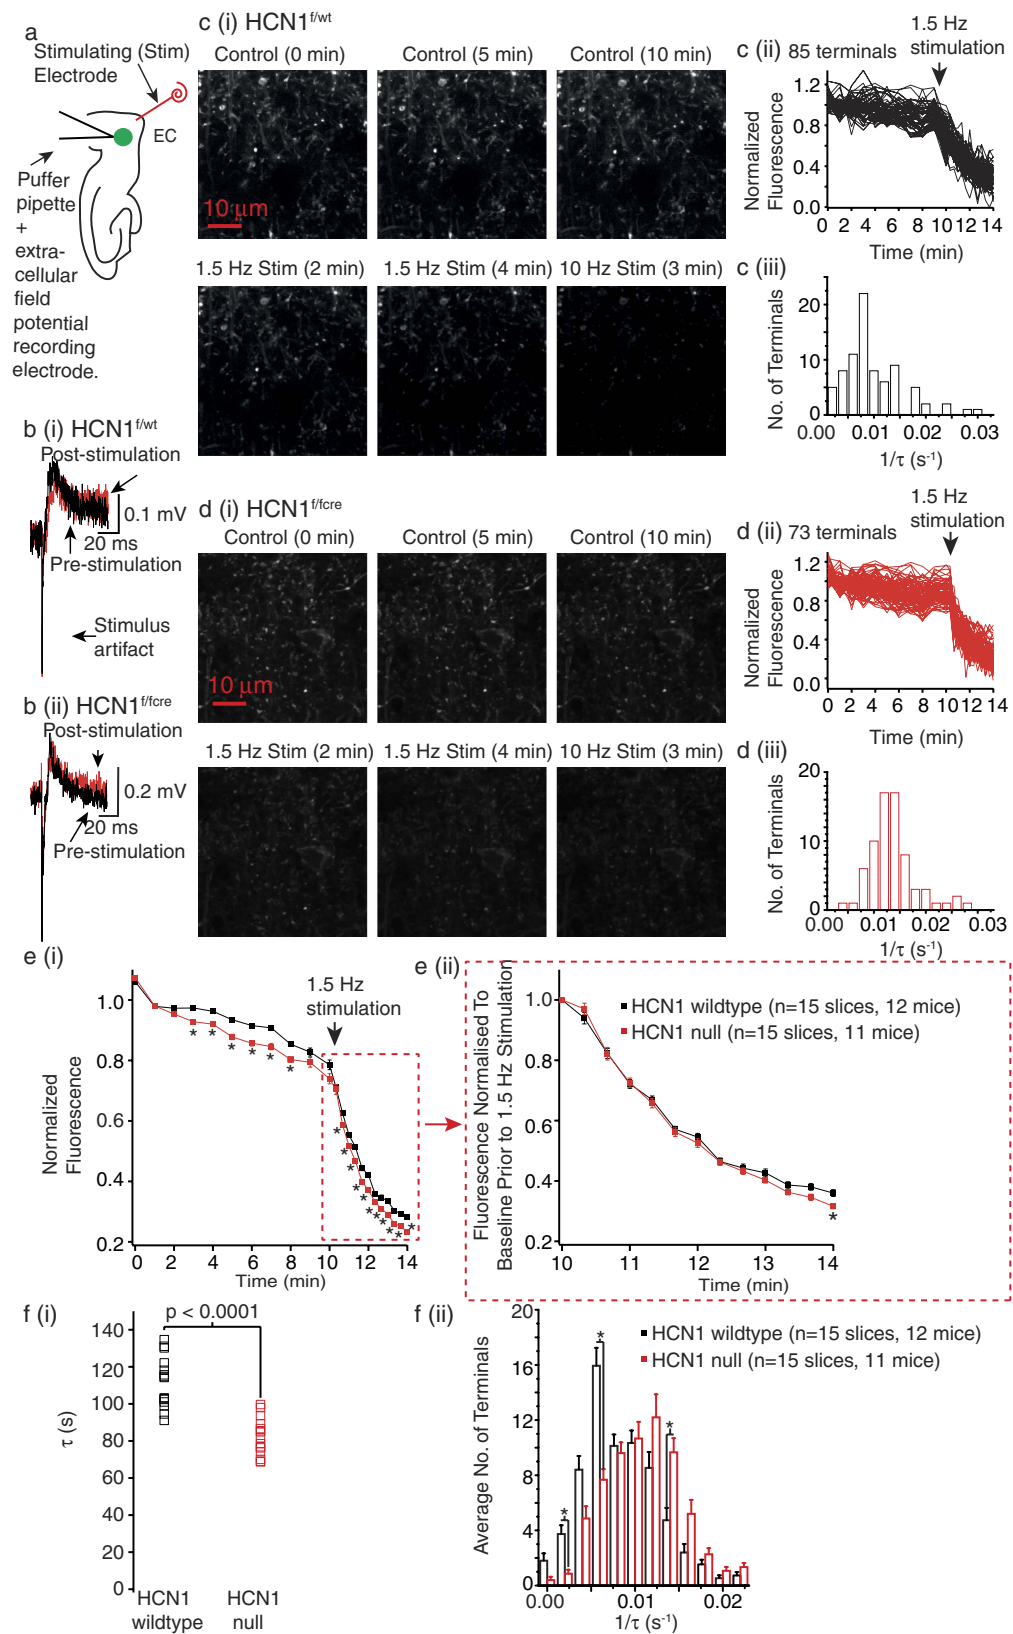 a
Stimulating (Stim)
Electrode
EC
Puffer
pipette
+
extra-
cellular
field
potential
recording
electrode.
b (i) HCN1f/wt
Post-stimulation
0.1 mV
20 ms
Pre-stimulation
Stimulus
artifact
b (ii) HCN1f/fcre
Post-stimulation
0.2 mV
20 ms
Pre-stimulation
c (i) HCN1f/wt
Control (0 min)
Control (5 min)
Control (10 min)
10 μm
1.5 Hz Stim (2 min)
1.5 Hz Stim (4 min)
10 Hz Stim (3 min)
c (ii) 85 terminals
1.5 Hz
stimulation
Normalized
Fluorescence
1.2
0.8
0.4
0.0
0 2 4 6 8 10 12 14
Time (min)
c (iii)
No. of Terminals
20
10
0
0.00 0.01 0.02 0.03
1/τ (s-1)
d (i) HCN1f/fcre
Control (0 min)
Control (5 min)
Control (10 min)
10 μm
1.5 Hz Stim (2 min)
1.5 Hz Stim (4 min)
10 Hz Stim (3 min)
1.5 Hz
stimulation
d (ii) 73 terminals
Normalized
Fluorescence
1.2
0.8
0.4
0.0
0 2 4 6 8 10 12 14
Time (min)
d (iii)
No. of Terminals
20
10
0
0.00 0.01 0.02 0.03
1/τ (s-1)
e (i)
1.5 Hz
stimulation
Normalized
Fluorescence
1.0
0.8
0.6
0.4
0.2
0 2 4 6 8 10 12 14
Time (min)
* * * * * *
* * * * * * * * * * *
e (ii)
Fluorescence Normalised To
Baseline Prior to 1.5 Hz Stimulation
HCN1 wildtype (n=15 slices, 12 mice)
HCN1 null (n=15 slices, 11 mice)
1.0
0.8
0.6
0.4
0.2
*
10 11 12 13 14
Time (min)
f (i)
p < 0.0001
τ (s)
140
120
100
80
60
40
20
0
HCN1
wildtype
HCN1
null
f (ii)
HCN1 wildtype (n=15 slices, 12 mice)
HCN1 null (n=15 slices, 11 mice)
Average No. of Terminals
20
16
12
8
4
0
* * *
0.00 0.01 0.02
1/τ (s-1)